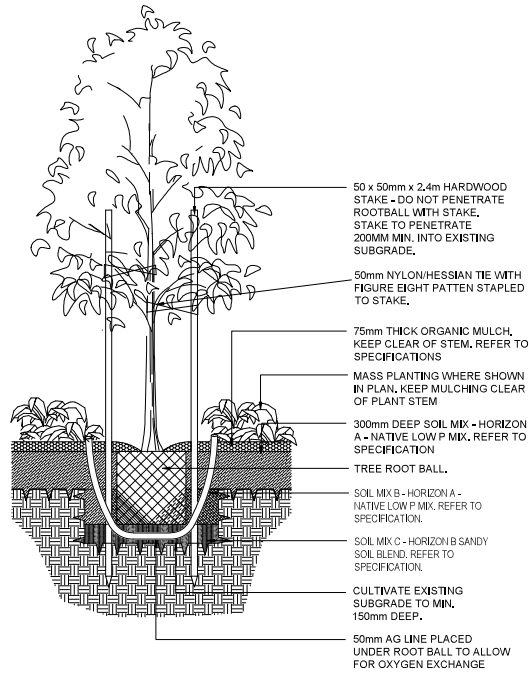 50 x 50mm x 2.4m HARDWOOD
STAKE - DO NOT PENETRATE
ROOTBALL WITH STAKE.
STAKE TO PENETRATE
200MM MIN. INTO EXISTING
SUBGRADE.
50mm NYLON/HESSIAN TIE WITH
FIGURE EIGHT PATTEN STAPLED
TO STAKE.
75mm THICK ORGANIC MULCH.
KEEP CLEAR OF STEM. REFER TO
SPECIFICATIONS
MASS PLANTING WHERE SHOWN
IN PLAN. KEEP MULCHING CLEAR
OF PLANT STEM
300mm DEEP SOIL MIX - HORIZON
A - NATIVE LOW P MIX. REFER TO
SPECIFICATION
TREE ROOT BALL.
SOIL MIX B - HORIZON A -
NATIVE LOW P MIX. REFER TO
SPECIFICATION.
SOIL MIX C - HORIZON B SANDY
SOIL BLEND. REFER TO
SPECIFICATION.
CULTIVATE EXISTING
SUBGRADE TO MIN.
150mm DEEP.
50mm AG LINE PLACED
UNDER ROOT BALL TO ALLOW
FOR OXYGEN EXCHANGE